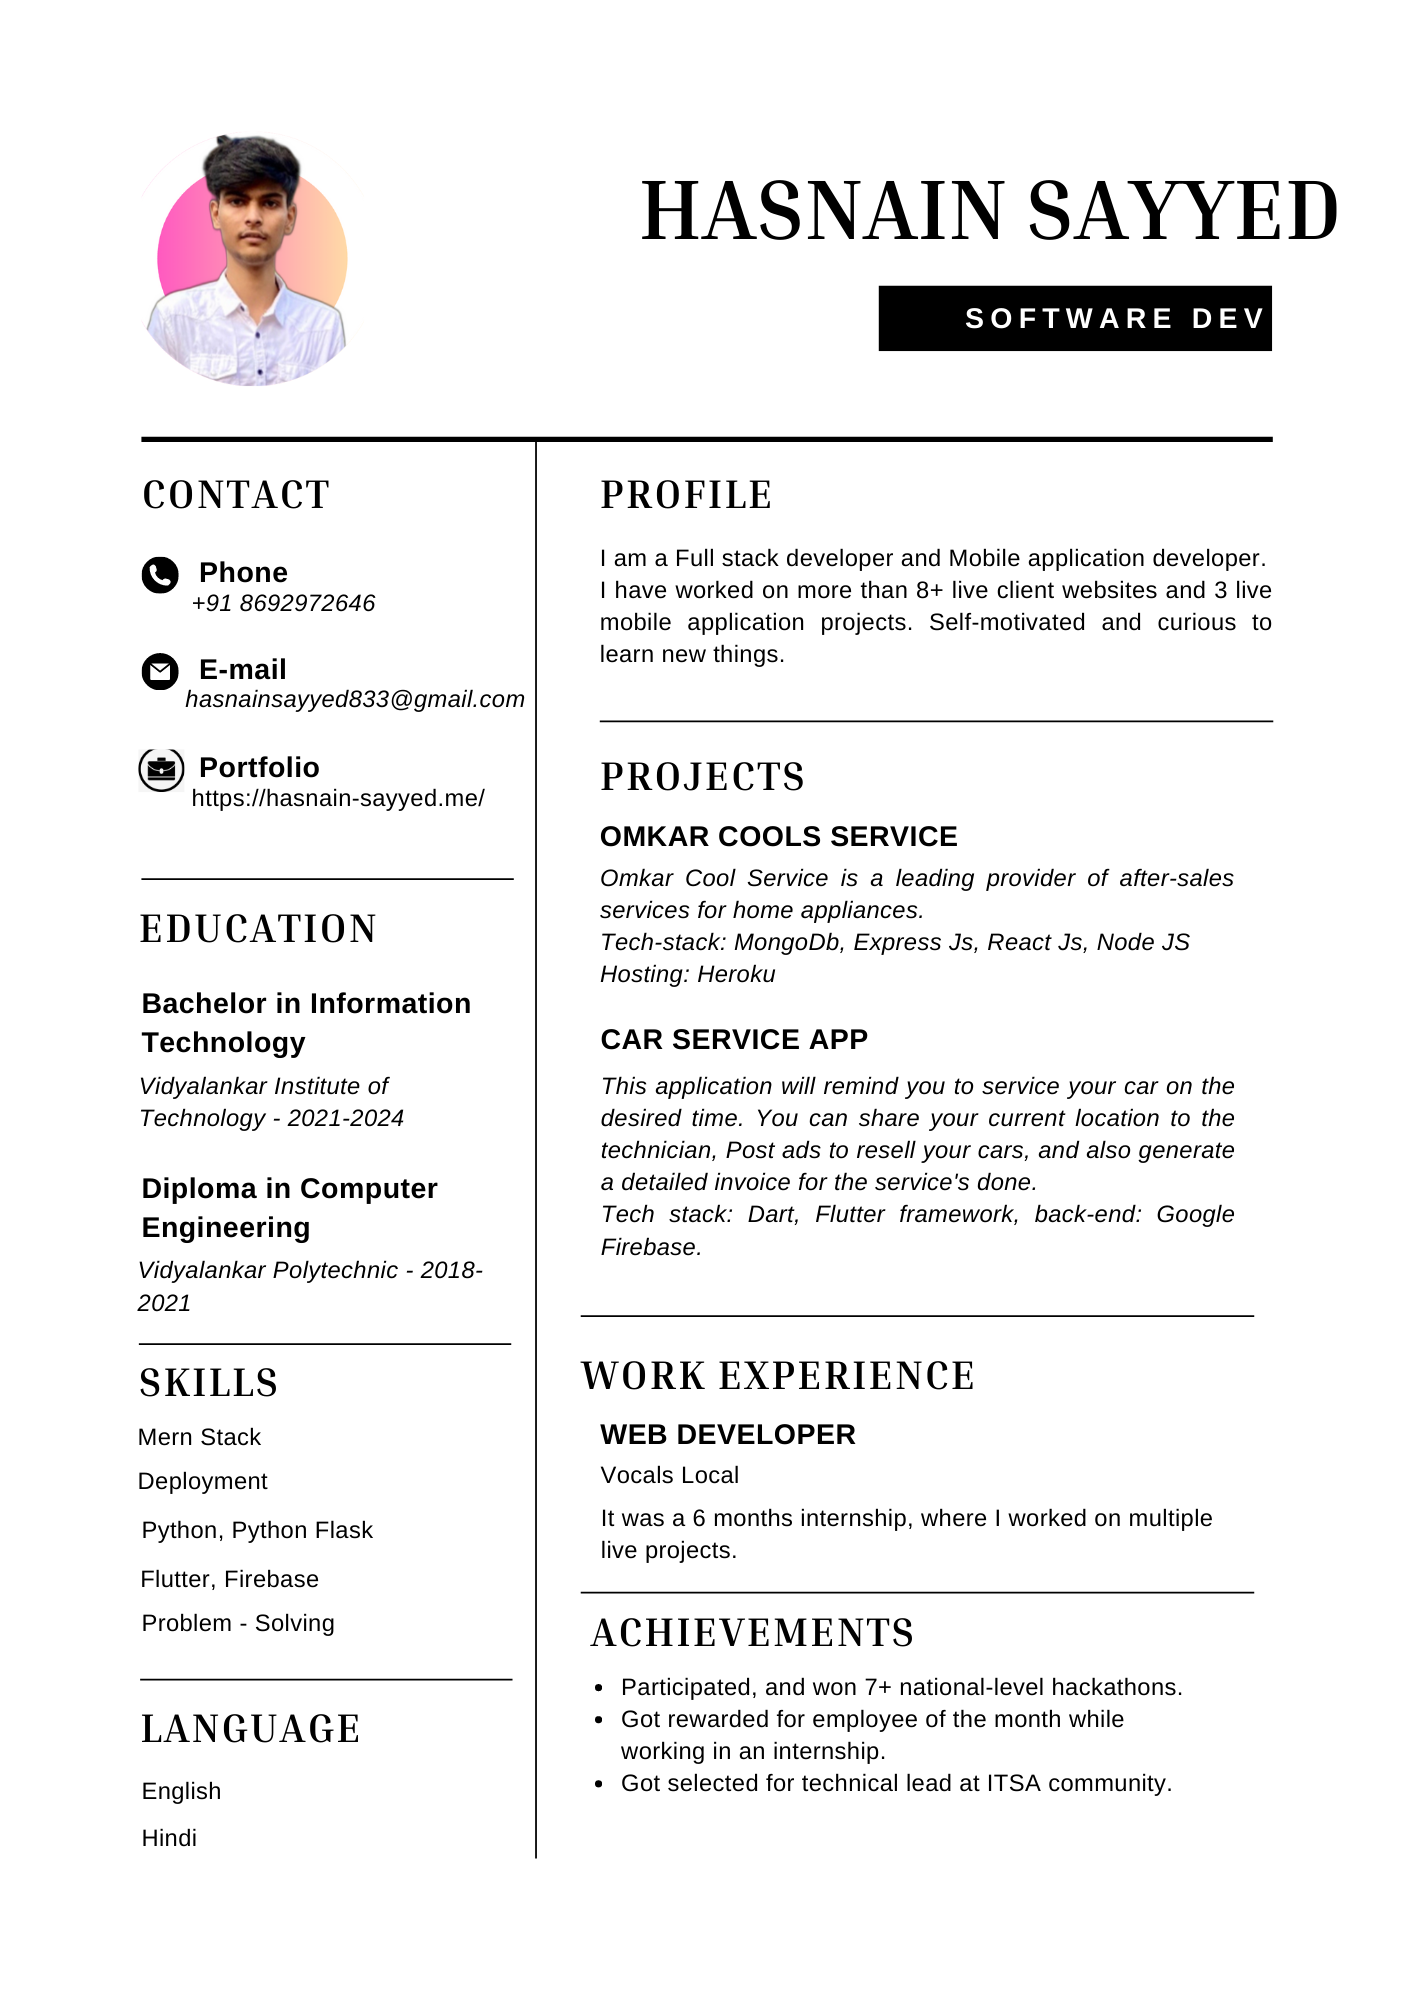 HASNAIN SAYYED
SOFTWARE DEV
CONTACT
Phone
+91 8692972646
E-mail
hasnainsayyed833@gmail.com
Portfolio
https://hasnain-sayyed.me/
EDUCATION
Bachelor in Information
Technology
Vidyalankar Institute of
Technology - 2021-2024
Diploma in Computer
Engineering
Vidyalankar Polytechnic - 2018-
2021
SKILLS
Mern Stack
Deployment
Python, Python Flask
Flutter, Firebase
Problem - Solving
LANGUAGE
English
Hindi
PROFILE
I am a Full stack developer and Mobile application developer.
I have worked on more than 8+ live client websites and 3 live
mobile application projects. Self-motivated and curious to
learn new things.
PROJECTS
OMKAR COOLS SERVICE
Omkar Cool Service is a leading provider of after-sales
services for home appliances.
Tech-stack: MongoDb, Express Js, React Js, Node JS
Hosting: Heroku
CAR SERVICE APP
This application will remind you to service your car on the
desired time. You can share your current location to the
technician, Post ads to resell your cars, and also generate
a detailed invoice for the service's done.
Tech stack: Dart, Flutter framework, back-end: Google
Firebase.
WORK EXPERIENCE
WEB DEVELOPER
Vocals Local
It was a 6 months internship, where I worked on multiple
live projects.
ACHIEVEMENTS
• Participated, and won 7+ national-level hackathons.
• Got rewarded for employee of the month while
working in an internship.
• Got selected for technical lead at ITSA community.